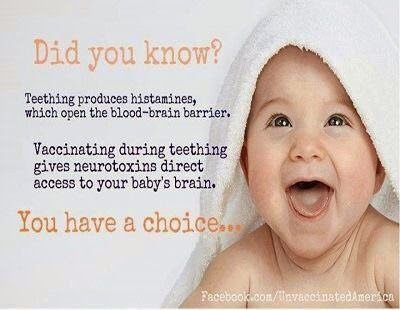 Did you know?
Teething produces histamines,
which open the blood-brain barrier.
Vaccinating during teething
gives neurotoxins direct
access to your baby's brain.
You have a choice...
Facebook.com/UnvaccinatedAmerica